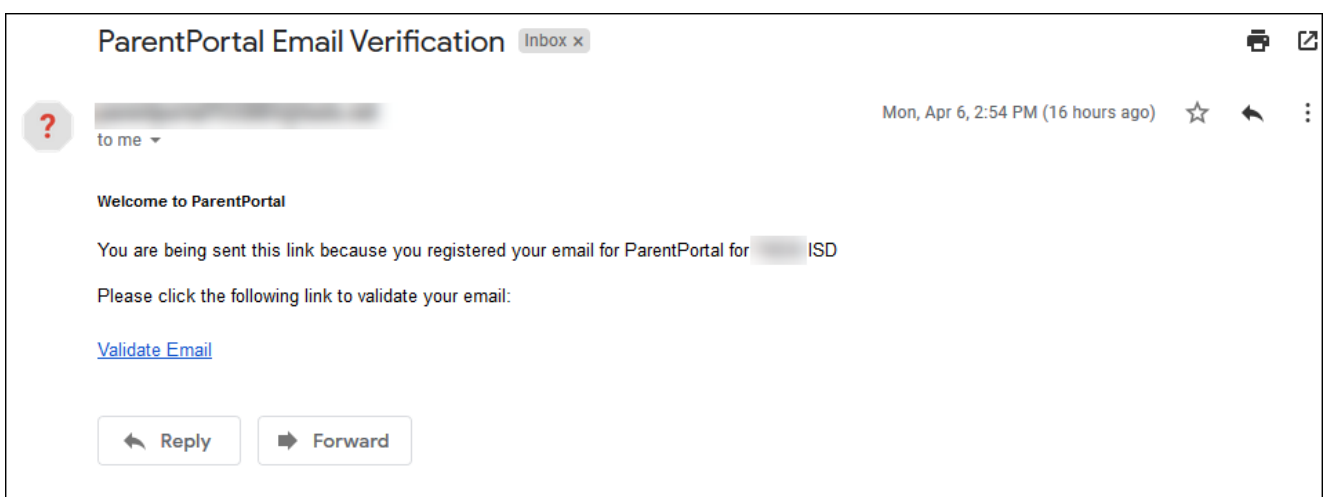 ParentPortal Email Verification Inbox x
?
Mon, Apr 6, 2:54 PM (16 hours ago)
to me
Welcome to ParentPortal
You are being sent this link because you registered your email for ParentPortal for ISD
Please click the following link to validate your email:
Validate Email
Reply Forward